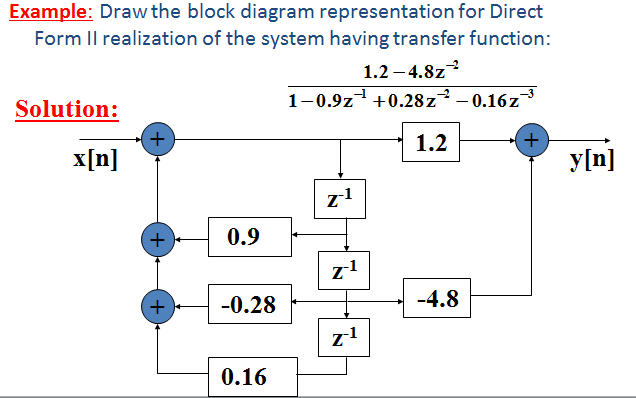 Example: Draw the block diagram representation for Direct
Form II realization of the system having transfer function:
1.2 – 4.8z⁻²
1 – 0.9z⁻¹ + 0.28z⁻² – 0.16z⁻³
Solution:
+ 1.2 +
x[n] y[n]
z⁻¹
+ 0.9
z⁻¹
+ -0.28 -4.8
z⁻¹
0.16